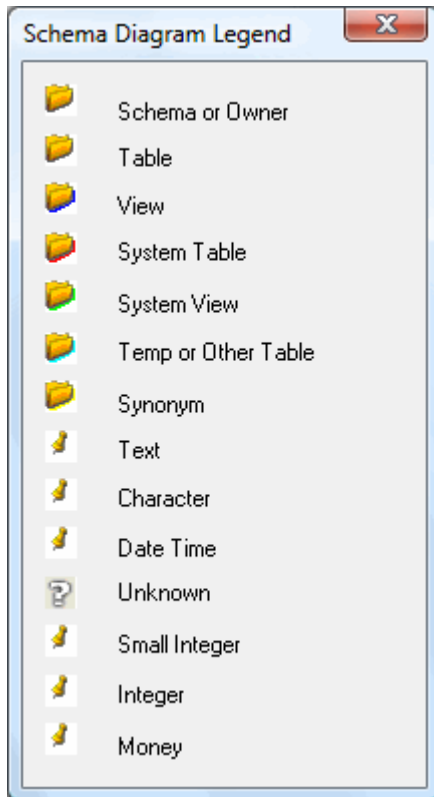 Schema Diagram Legend
Schema or Owner
Table
View
System Table
System View
Temp or Other Table
Synonym
Text
Character
Date Time
Unknown
Small Integer
Integer
Money